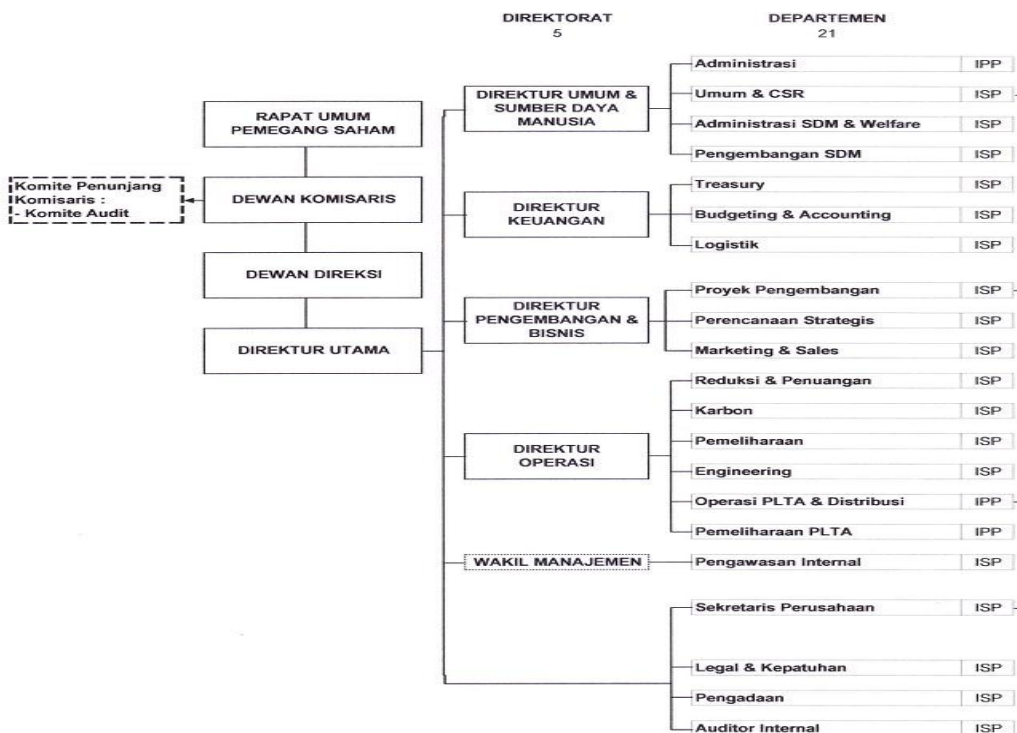 DIREKTORAT
5
DEPARTEMEN
21
RAPAT UMUM
PEMEGANG SAHAM
DEWAN KOMISARIS
Komite Penunjang
Komisaris :
- Komite Audit
DEWAN DIREKSI
DIREKTUR UTAMA
DIREKTUR UMUM &
SUMBER DAYA
MANUSIA
Administrasi IPP
Umum & CSR ISP
Administrasi SDM & Welfare ISP
Pengembangan SDM ISP
DIREKTUR
KEUANGAN
Treasury ISP
Budgeting & Accounting ISP
Logistik ISP
DIREKTUR
PENGEMBANGAN &
BISNIS
Proyek Pengembangan ISP
Perencanaan Strategis ISP
Marketing & Sales ISP
DIREKTUR
OPERASI
Reduksi & Penuangan ISP
Karbon ISP
Pemeliharaan ISP
Engineering ISP
Operasi PLTA & Distribusi IPP
Pemeliharaan PLTA IPP
WAKIL MANAJEMEN
Pengawasan Internal ISP
Sekretaris Perusahaan ISP
Legal & Kepatuhan ISP
Pengadaan ISP
Auditor Internal ISP